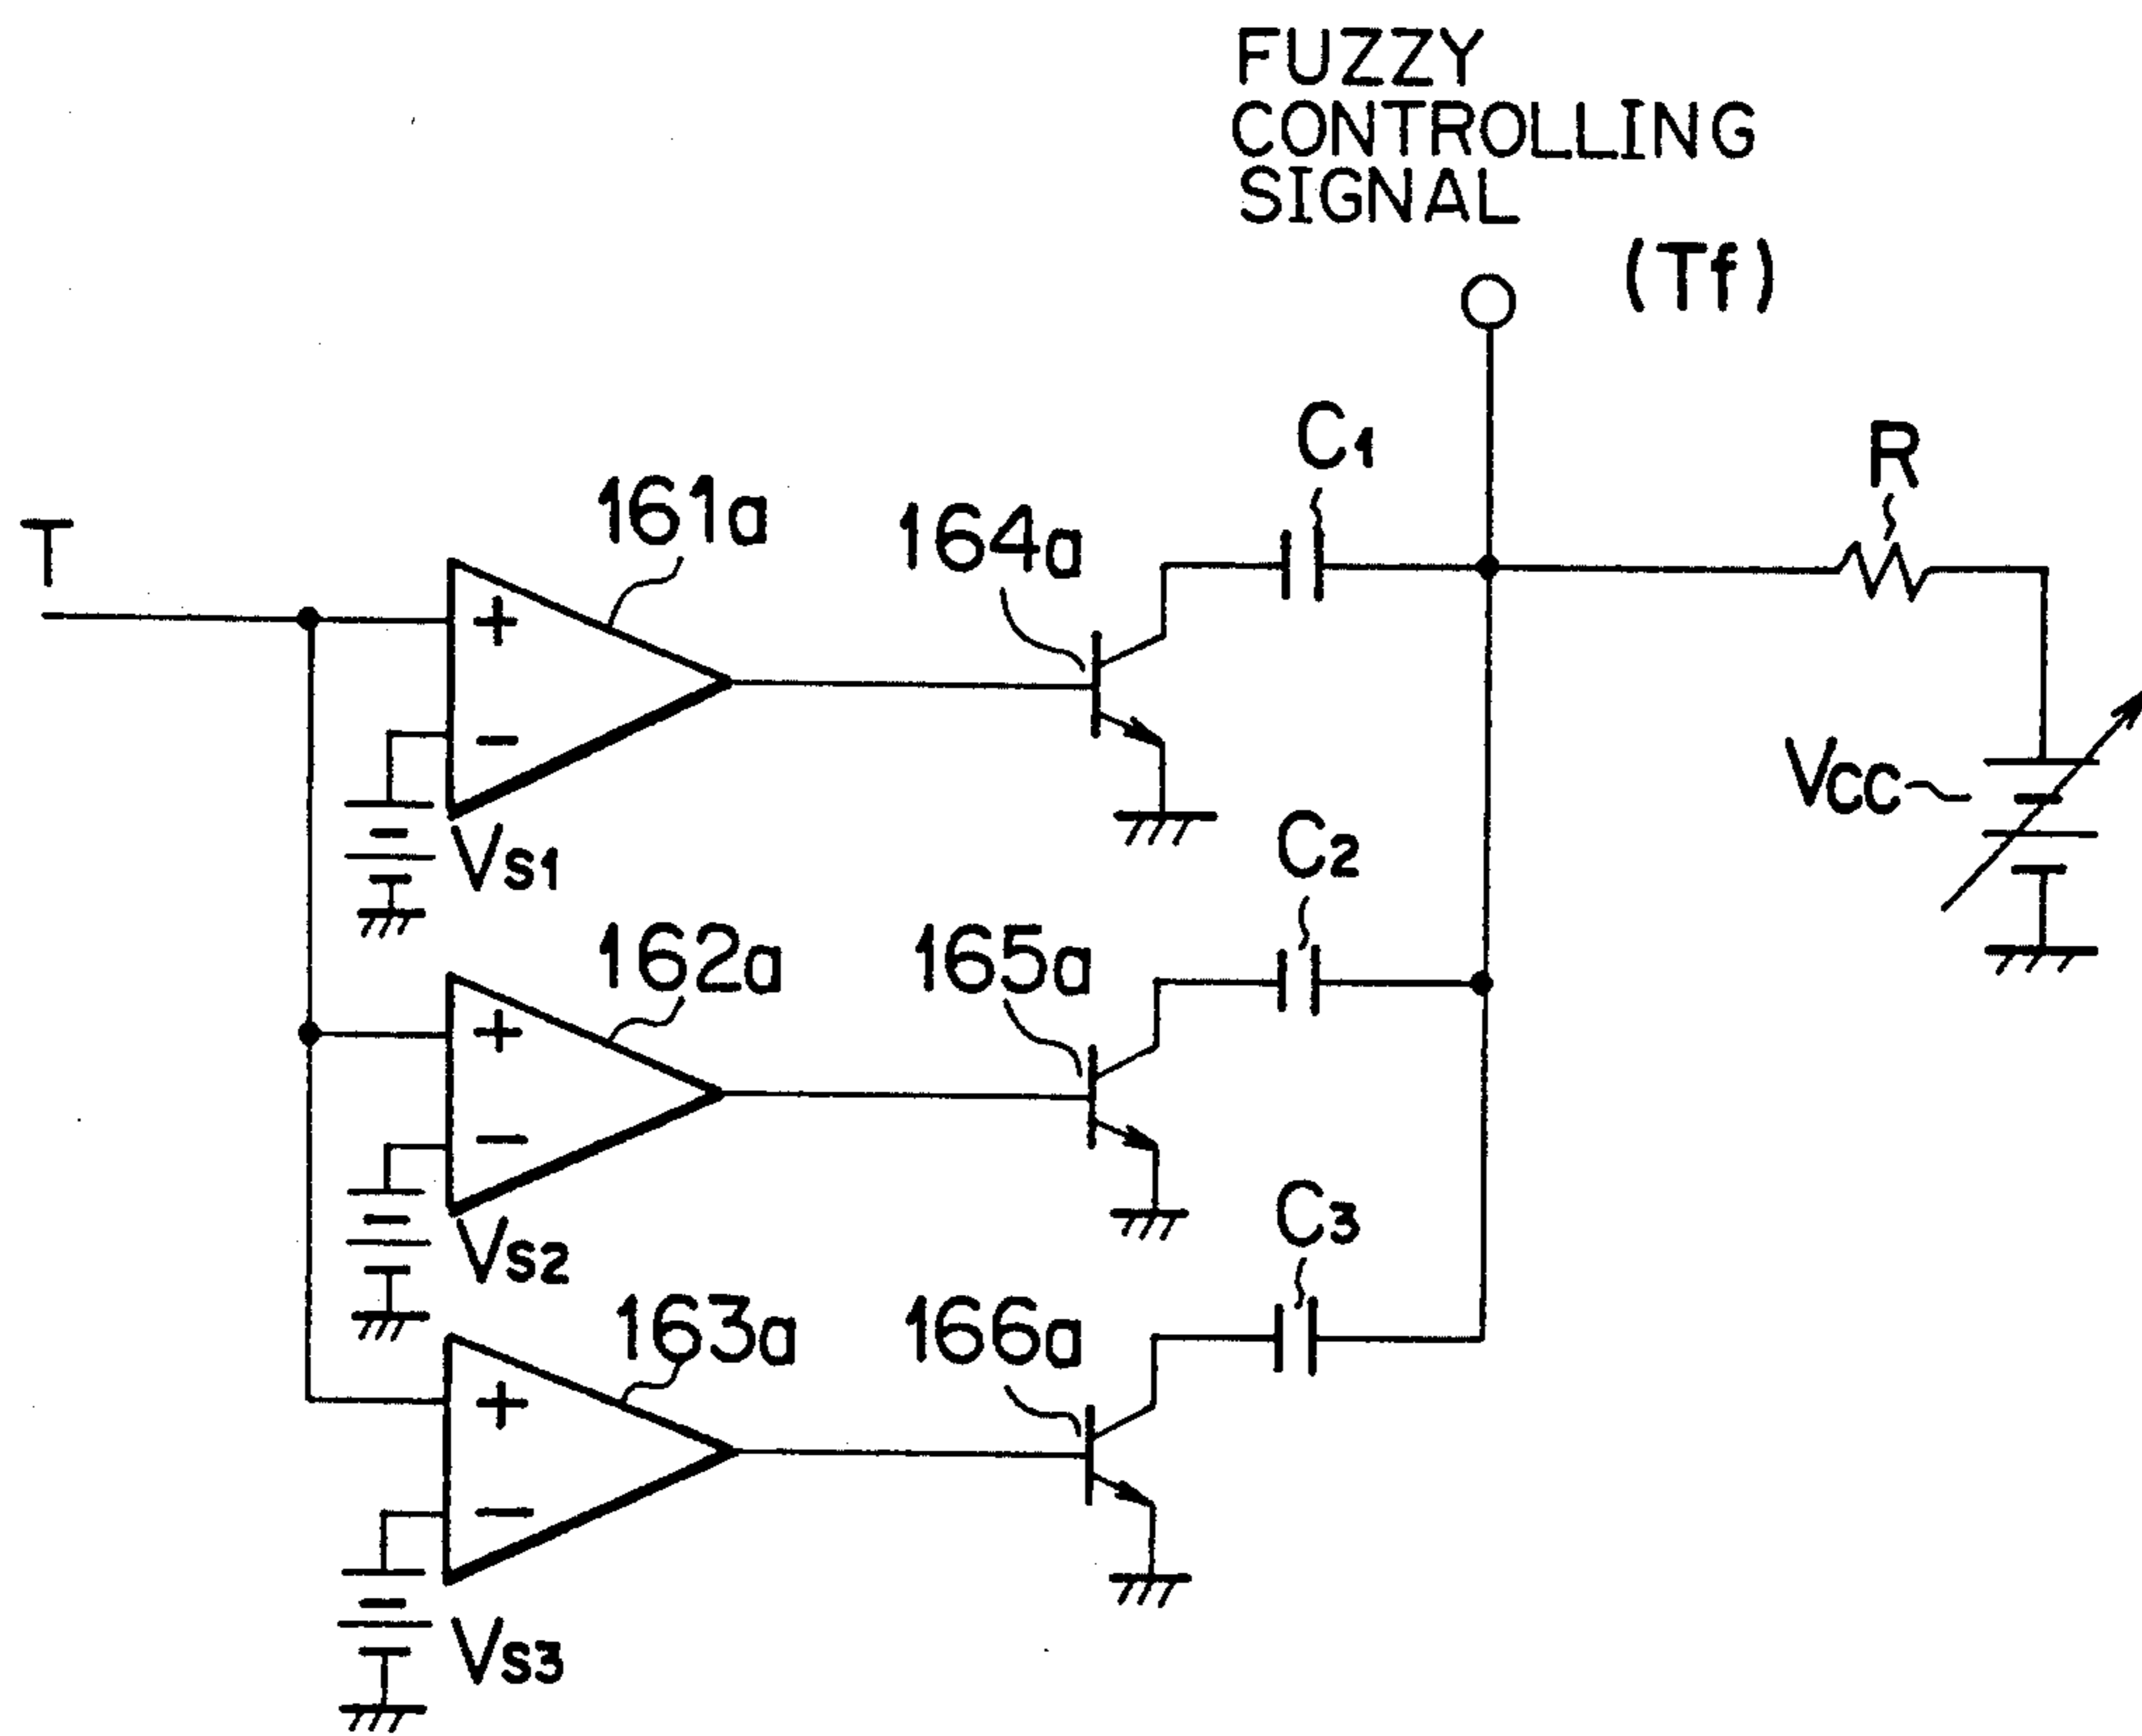 FUZZY
CONTROLLING
SIGNAL
(Tf)
C1
R
T
161a
164a
+
−
Vcc
Vs1
C2
162a
165a
+
−
Vs2
C3
163a
166a
+
−
Vs3